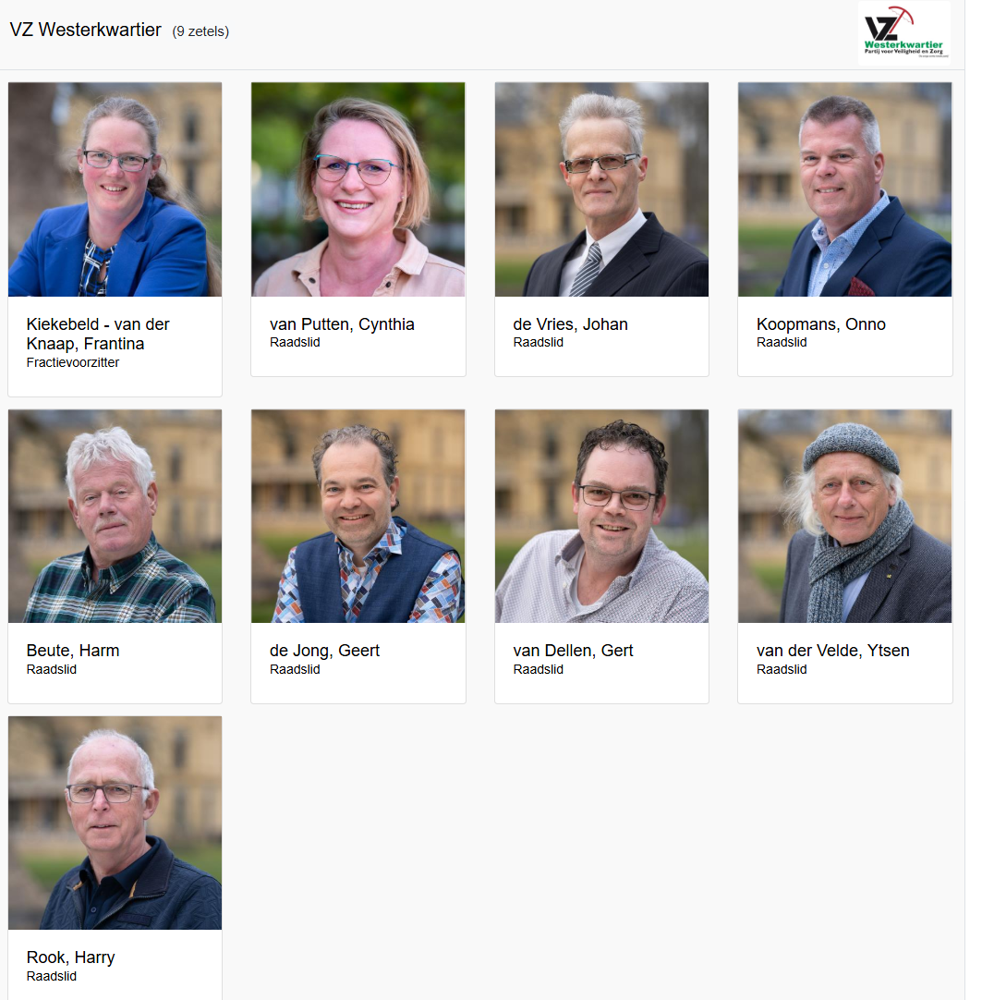 VZ Westerkwartier (9 zetels)
VZ
Westerkwartier
Partij voor Veiligheid en Zorg
Kiekebeld - van der
Knaap, Frantina
Fractievoorzitter
van Putten, Cynthia
Raadslid
de Vries, Johan
Raadslid
Koopmans, Onno
Raadslid
Beute, Harm
Raadslid
de Jong, Geert
Raadslid
van Dellen, Gert
Raadslid
van der Velde, Ytsen
Raadslid
Rook, Harry
Raadslid